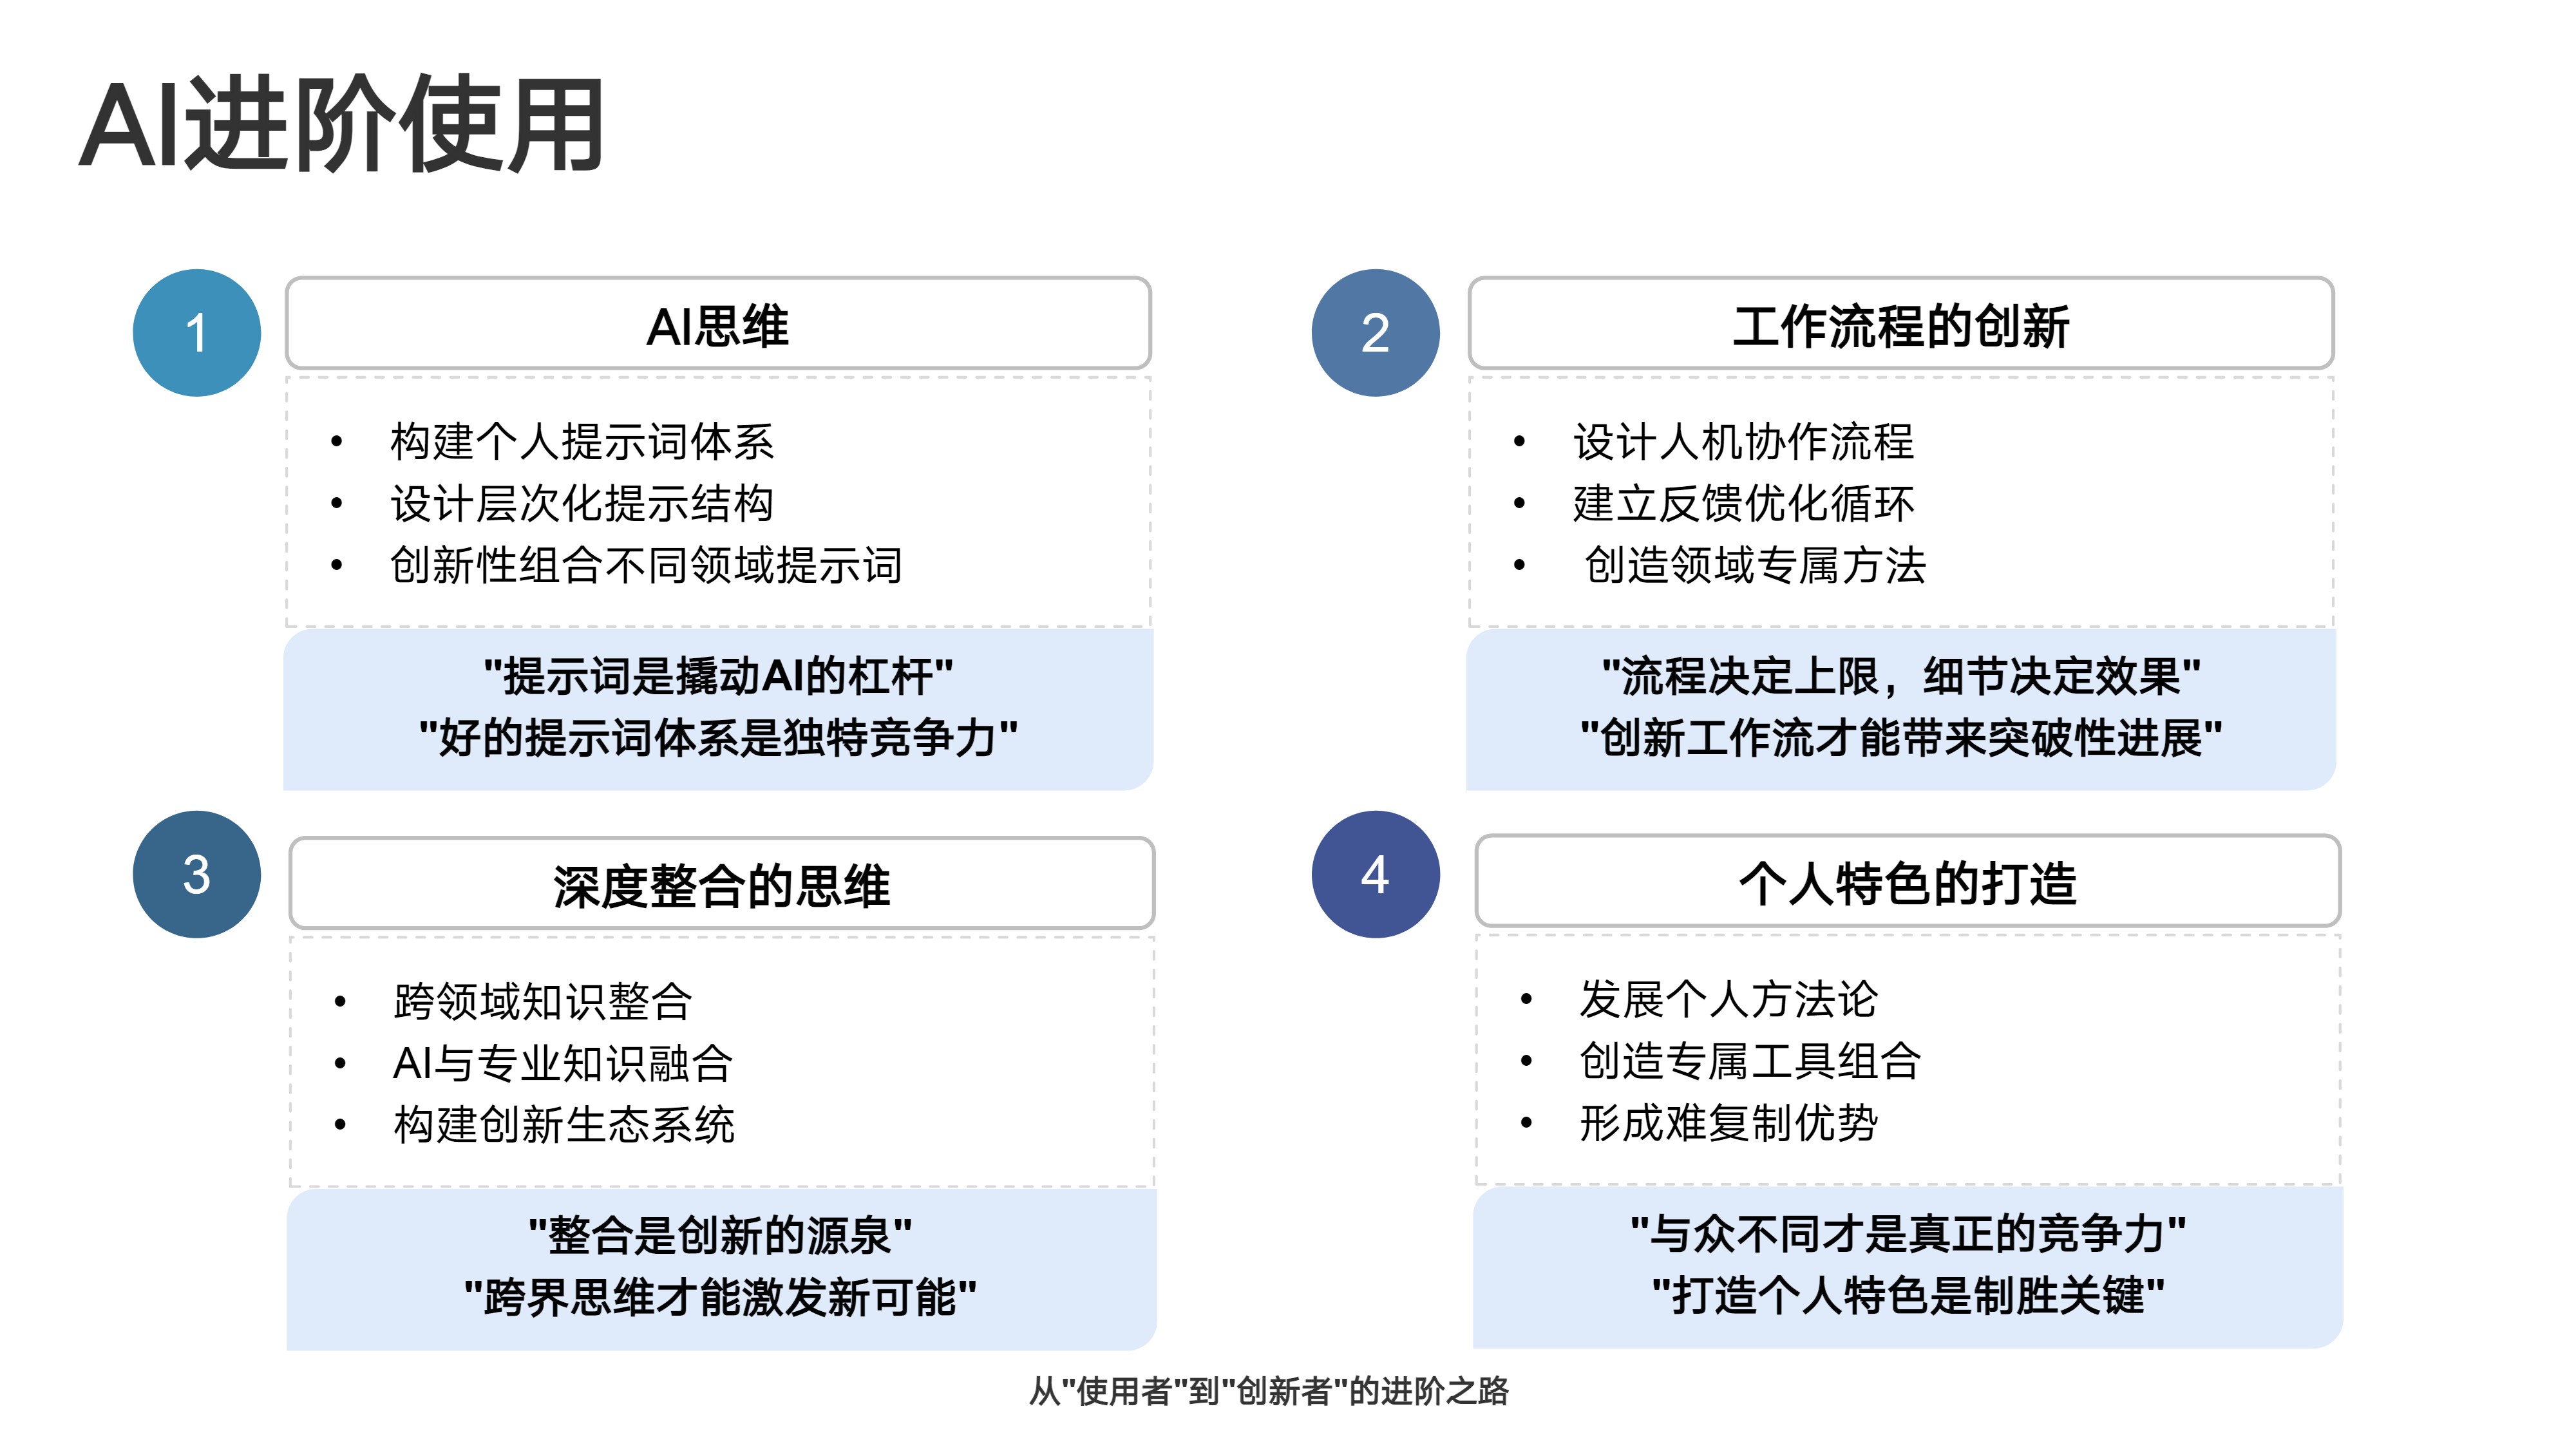 AI进阶使用
1
AI思维
• 构建个人提示词体系
• 设计层次化提示结构
• 创新性组合不同领域提示词
"提示词是撬动AI的杠杆"
"好的提示词体系是独特竞争力"
2
工作流程的创新
• 设计人机协作流程
• 建立反馈优化循环
• 创造领域专属方法
"流程决定上限，细节决定效果"
"创新工作流才能带来突破性进展"
3
深度整合的思维
• 跨领域知识整合
• AI与专业知识融合
• 构建创新生态系统
"整合是创新的源泉"
"跨界思维才能激发新可能"
4
个人特色的打造
• 发展个人方法论
• 创造专属工具组合
• 形成难复制优势
"与众不同才是真正的竞争力"
"打造个人特色是制胜关键"
从"使用者"到"创新者"的进阶之路